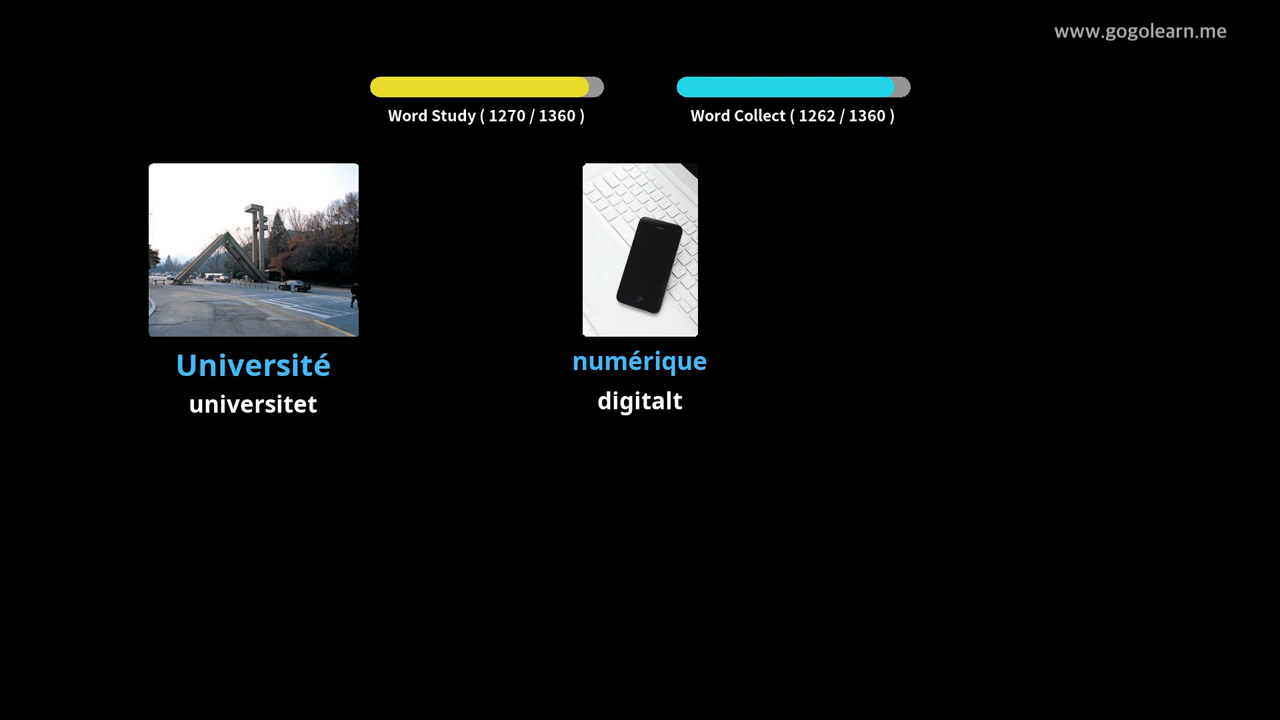 www.gogolearn.me
Word Study ( 1270 / 1360 )
Word Collect ( 1262 / 1360 )
Université
universitet
numérique
digitalt